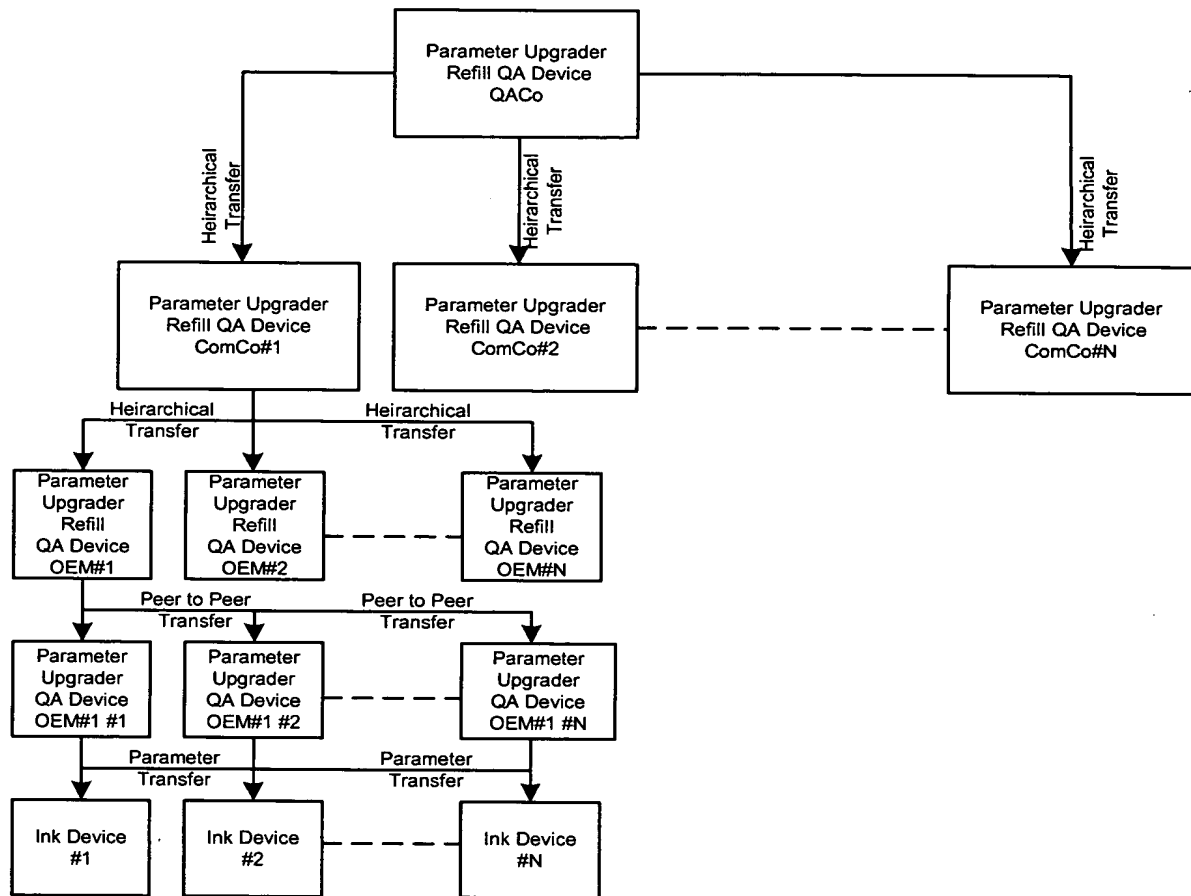 Parameter Upgrader
Refill QA Device
QACo
Heirarchical
Transfer
Heirarchical
Transfer
Heirarchical
Transfer
Parameter Upgrader
Refill QA Device
ComCo#1
Parameter Upgrader
Refill QA Device
ComCo#2
Parameter Upgrader
Refill QA Device
ComCo#N
Heirarchical
Transfer
Heirarchical
Transfer
Parameter
Upgrader
Refill
QA Device
OEM#1
Parameter
Upgrader
Refill
QA Device
OEM#2
Parameter
Upgrader
Refill
QA Device
OEM#N
Peer to Peer
Transfer
Peer to Peer
Transfer
Parameter
Upgrader
QA Device
OEM#1 #1
Parameter
Upgrader
QA Device
OEM#1 #2
Parameter
Upgrader
QA Device
OEM#1 #N
Parameter
Transfer
Parameter
Transfer
Ink Device
#1
Ink Device
#2
Ink Device
#N